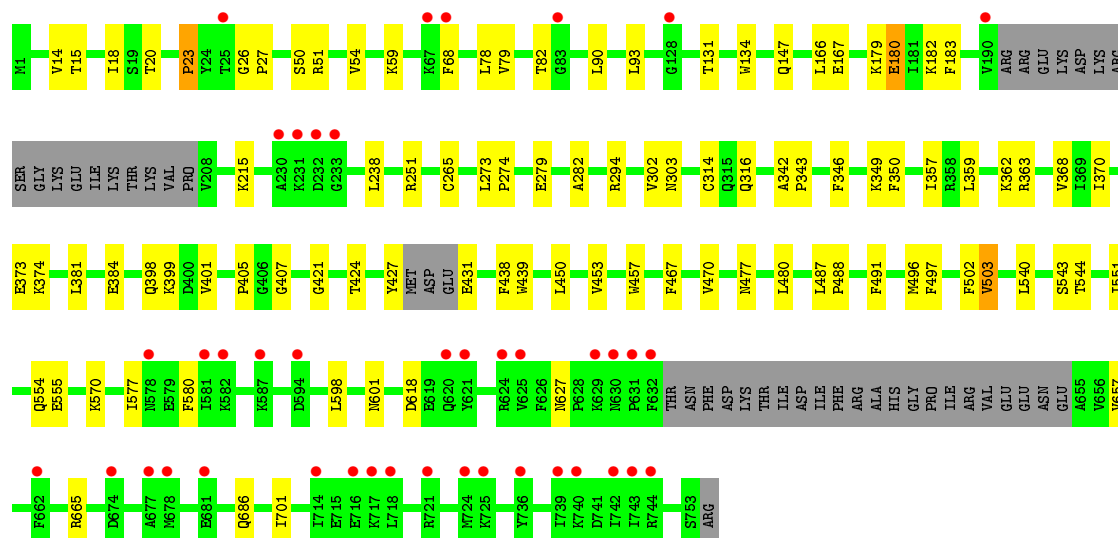 M1 V14 T15 I18 S19 T20 P23 Y24 T25 G26 P27 S50 R51 V54 K59 K67 F68 L78 V79 T82 G83 L90 L93 G128 T131 W134 Q147 L166 E167 K179 E180 I181 K182 F183 V190 ARG ARG GLU LYS ASP LYS ARG
SER GLY LYS GLU ILE LYS THR LYS VAL PRO V208 K215 A230 K231 D232 G233 L238 R251 C265 L273 P274 E279 A282 R294 V302 N303 C314 Q315 Q316 A342 P343 F346 K349 F350 I357 R358 L359 K362 R363 V368 I369 I370
E373 K374 L381 E384 Q398 K399 D400 V401 P405 G406 G407 G421 T424 Y427 MET ASP GLU E431 F438 W439 L450 V453 W457 F467 V470 N477 L480 L487 P488 F491 M496 F497 F502 V503 L540 S543 T544 I551
Q554 E555 K570 I577 N578 E579 F580 I581 K582 K587 D594 L598 N601 D618 E619 Q620 Y621 R624 V625 F626 N627 P628 K629 N630 P631 F632 THR ASN PHE ASP LYS THR ILE ASP ILE PHE ARG ALA HIS GLY PRO ILE ARG VAL GLU GLU ASN GLU A655 V656 V657
F662 R665 D674 A677 M678 E681 Q686 I701 I714 E715 E716 K717 L718 R721 M724 K725 Y736 I739 K740 D741 I742 I743 R744 S753 ARG